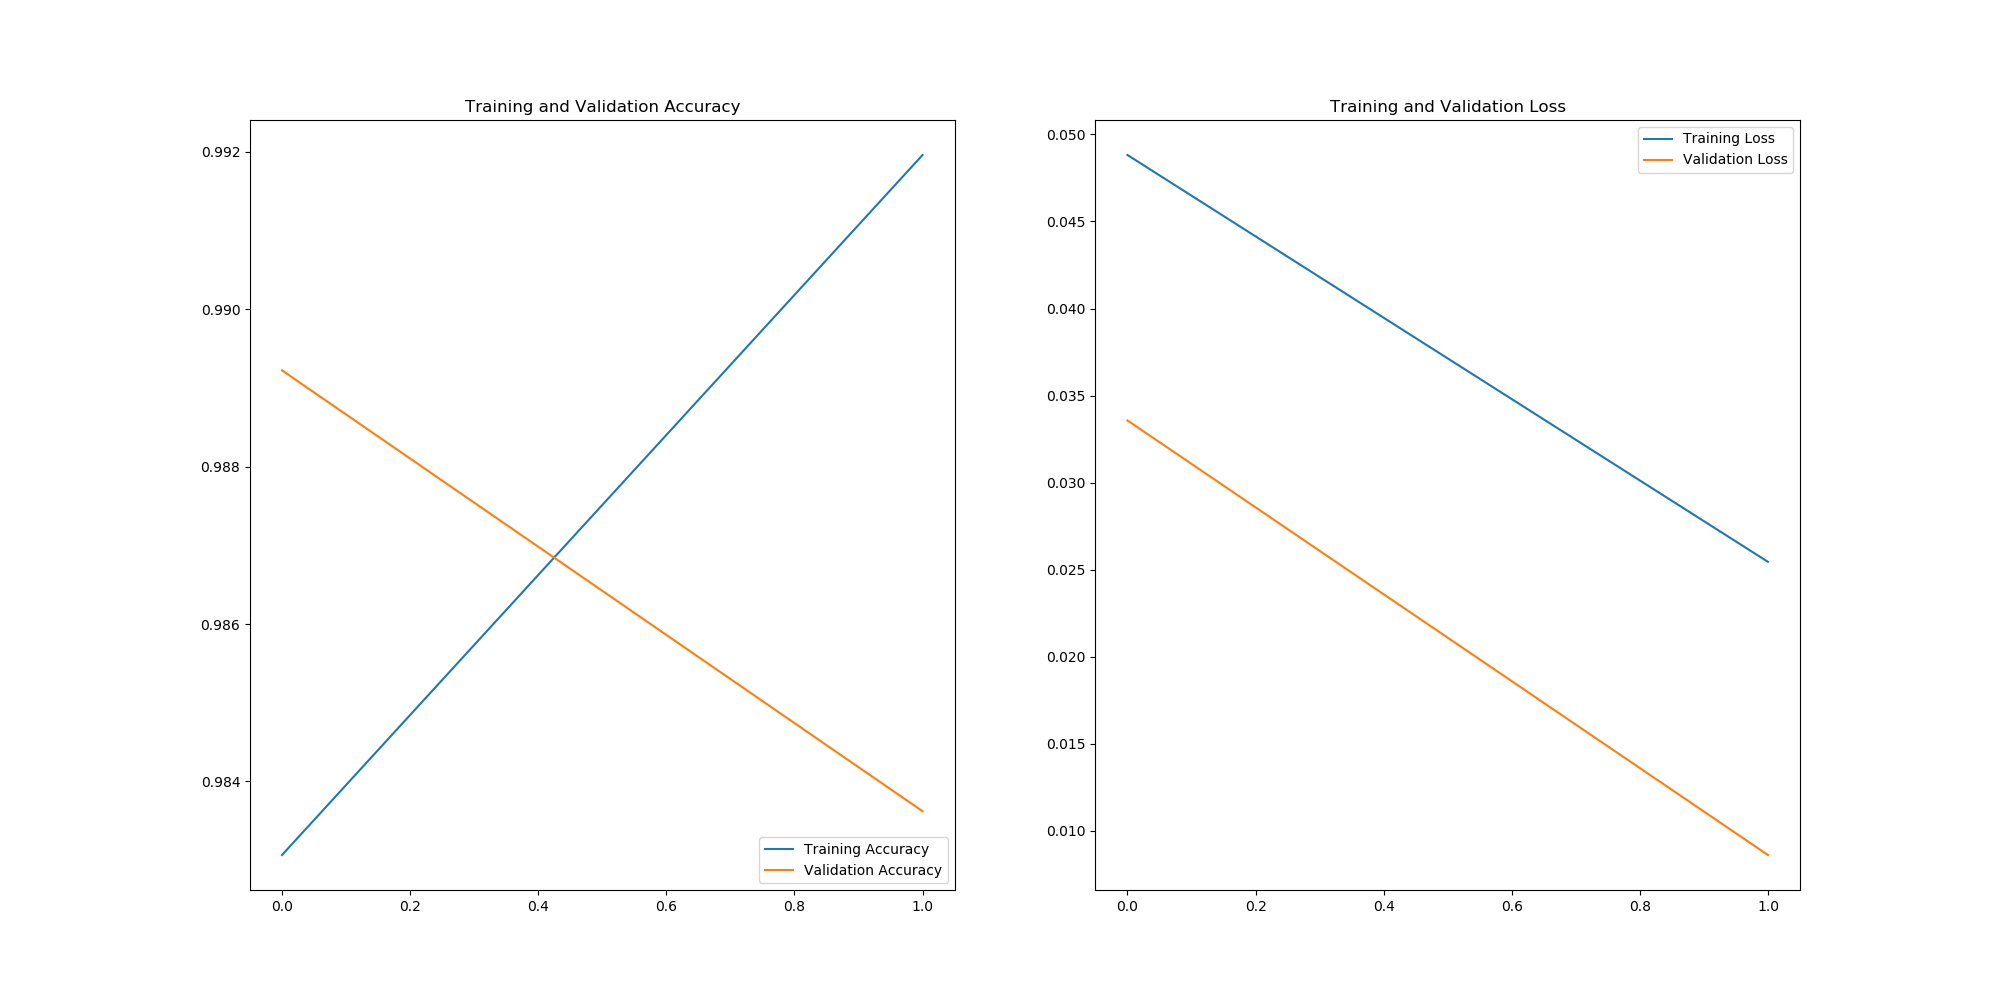 Training and Validation Accuracy
0.992
0.990
0.988
0.986
0.984
0.0 0.2 0.4 0.6 0.8 1.0
Training Accuracy
Validation Accuracy
Training and Validation Loss
0.050
0.045
0.040
0.035
0.030
0.025
0.020
0.015
0.010
0.0 0.2 0.4 0.6 0.8 1.0
Training Loss
Validation Loss